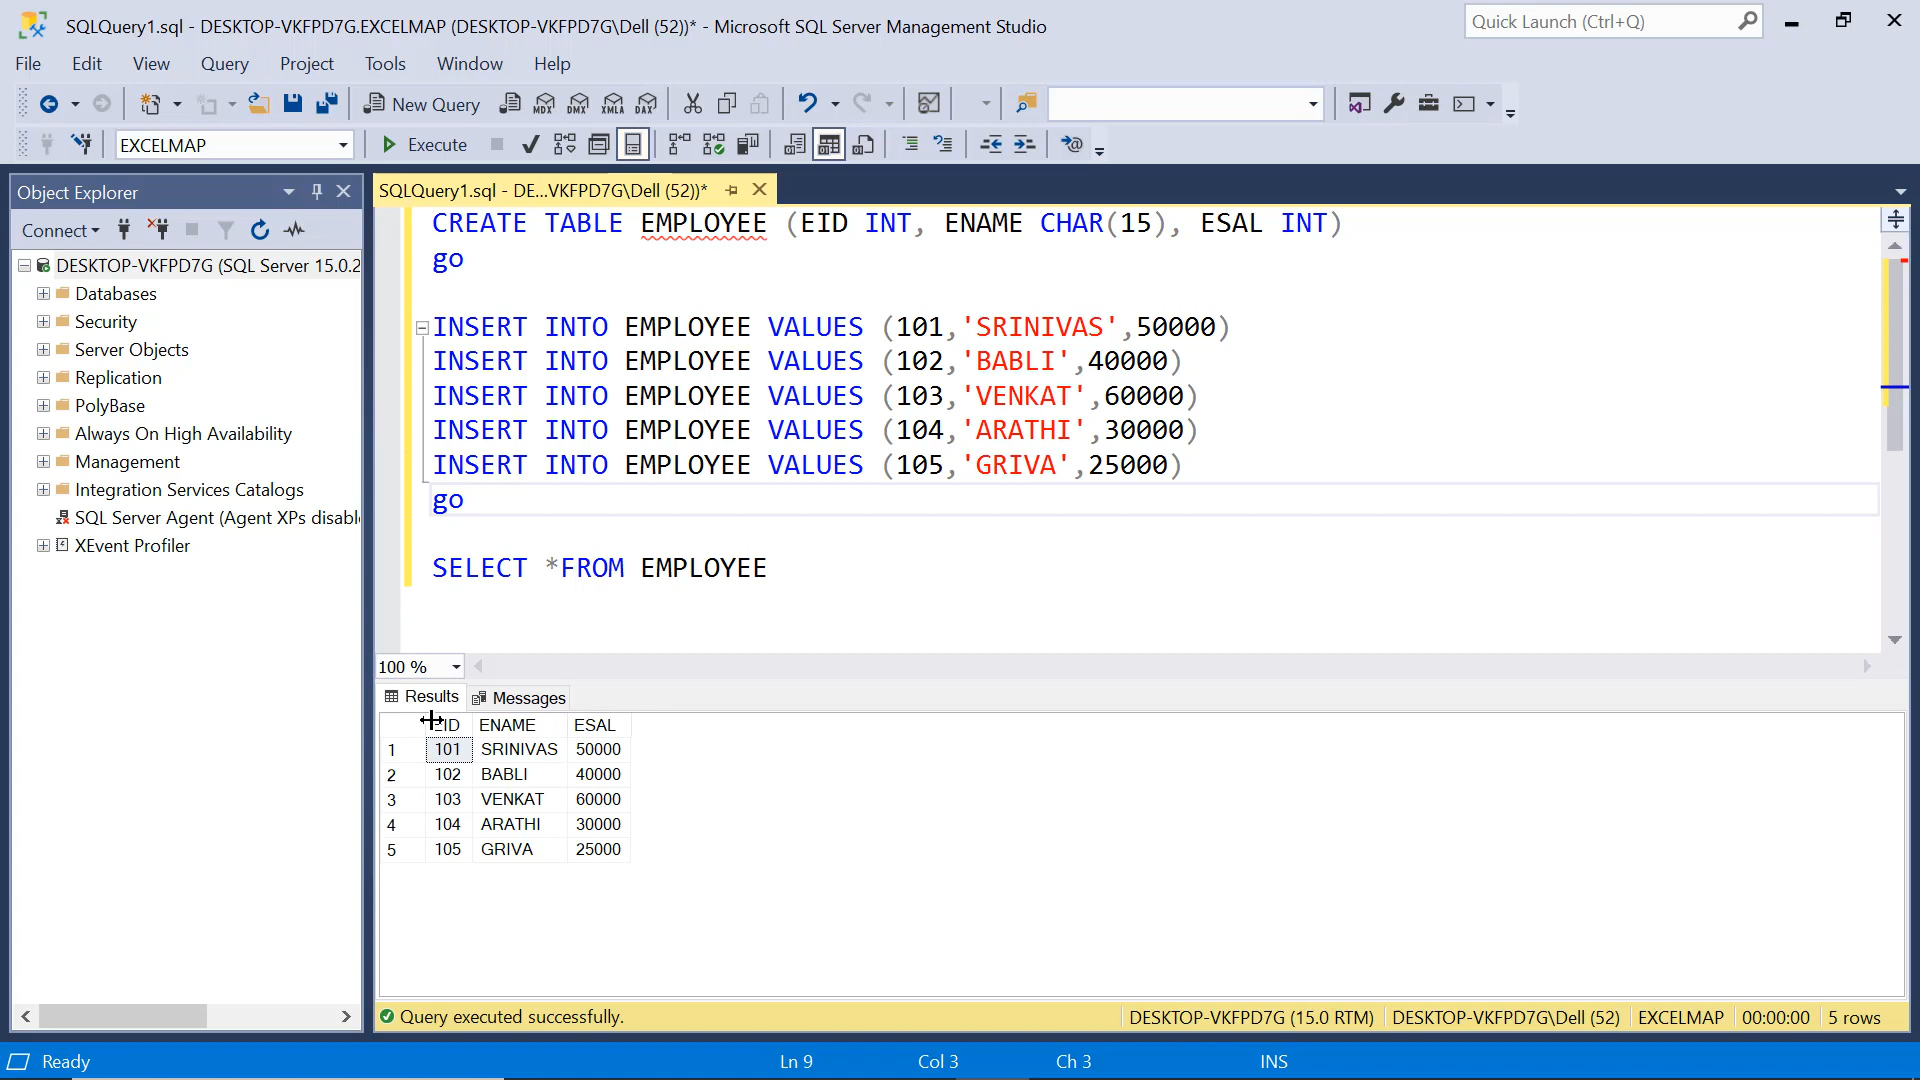 SQLQuery1.sql - DESKTOP-VKFPD7G.EXCELMAP (DESKTOP-VKFPD7G\Dell (52))* - Microsoft SQL Server Management Studio
Quick Launch (Ctrl+Q)
File Edit View Query Project Tools Window Help
New Query MDX DMX XMLA DAX
EXCELMAP Execute
Object Explorer
SQLQuery1.sql - DE...VKFPD7G\Dell (52))*
Connect
DESKTOP-VKFPD7G (SQL Server 15.0.2
Databases
Security
Server Objects
Replication
PolyBase
Always On High Availability
Management
Integration Services Catalogs
SQL Server Agent (Agent XPs disabl
XEvent Profiler
CREATE TABLE EMPLOYEE (EID INT, ENAME CHAR(15), ESAL INT)
go
INSERT INTO EMPLOYEE VALUES (101,'SRINIVAS',50000)
INSERT INTO EMPLOYEE VALUES (102,'BABLI',40000)
INSERT INTO EMPLOYEE VALUES (103,'VENKAT',60000)
INSERT INTO EMPLOYEE VALUES (104,'ARATHI',30000)
INSERT INTO EMPLOYEE VALUES (105,'GRIVA',25000)
go
SELECT *FROM EMPLOYEE
100 %
Results Messages
EID ENAME ESAL
1 101 SRINIVAS 50000
2 102 BABLI 40000
3 103 VENKAT 60000
4 104 ARATHI 30000
5 105 GRIVA 25000
Query executed successfully. DESKTOP-VKFPD7G (15.0 RTM) DESKTOP-VKFPD7G\Dell (52) EXCELMAP 00:00:00 5 rows
Ready Ln 9 Col 3 Ch 3 INS